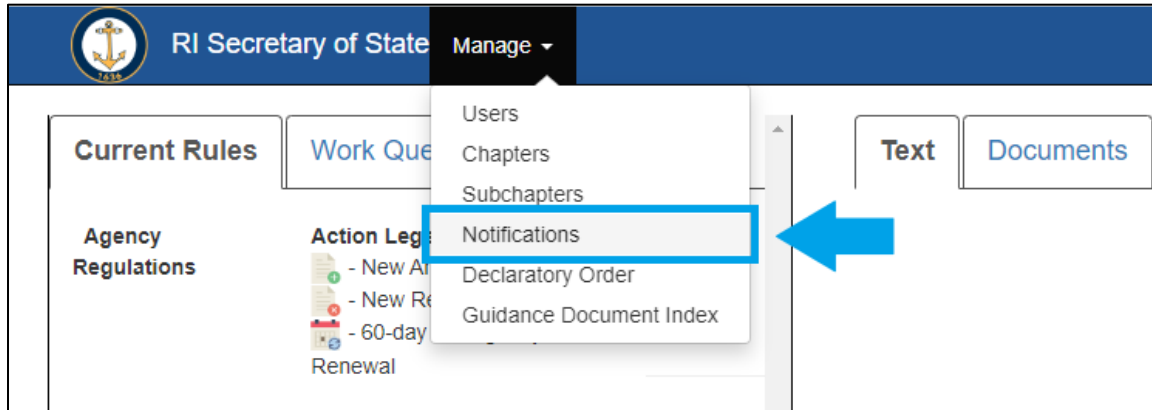 RI Secretary of State Manage
1636
Users
Chapters
Subchapters
Notifications
Declaratory Order
Guidance Document Index
Current Rules
Work Que
Text
Documents
Agency
Regulations
Action Leg
- New
- New Re
- 60-day
Renewal